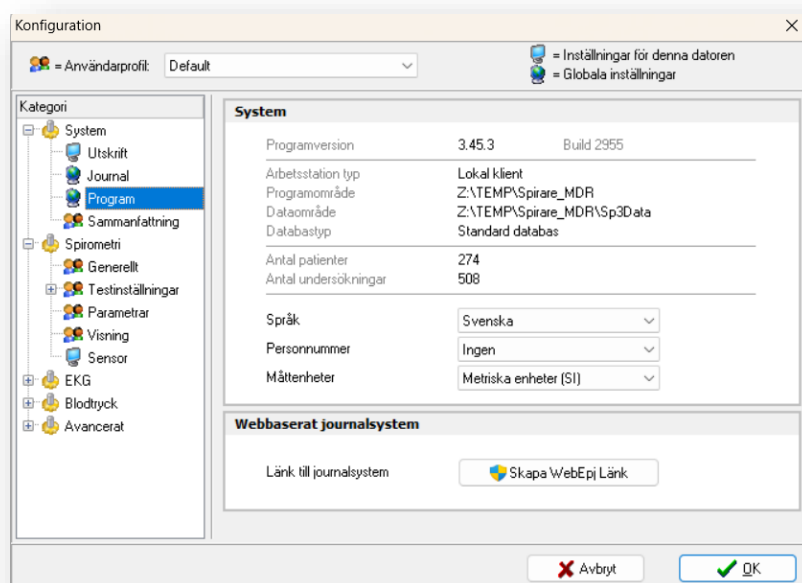 Konfiguration
= Användarprofil: Default
= Inställningar för denna datoren
= Globala inställningar
Kategori
System
Utskrift
Journal
Program
Sammanfattning
Spirometri
Generellt
Testinställningar
Parametrar
Visning
Sensor
EKG
Blodtryck
Avancerat
System
Programversion 3.45.3 Build 2955
Arbetsstation typ Lokal klient
Programområde Z:\TEMP\Spirare_MDR
Dataområde Z:\TEMP\Spirare_MDR\Sp3Data
Databastyp Standard databas
Antal patienter 274
Antal undersökningar 508
Språk Svenska
Personnummer Ingen
Måttenheter Metriska enheter (SI)
Webbaserat journalsystem
Länk till journalsystem Skapa WebEpj Länk
Avbryt OK